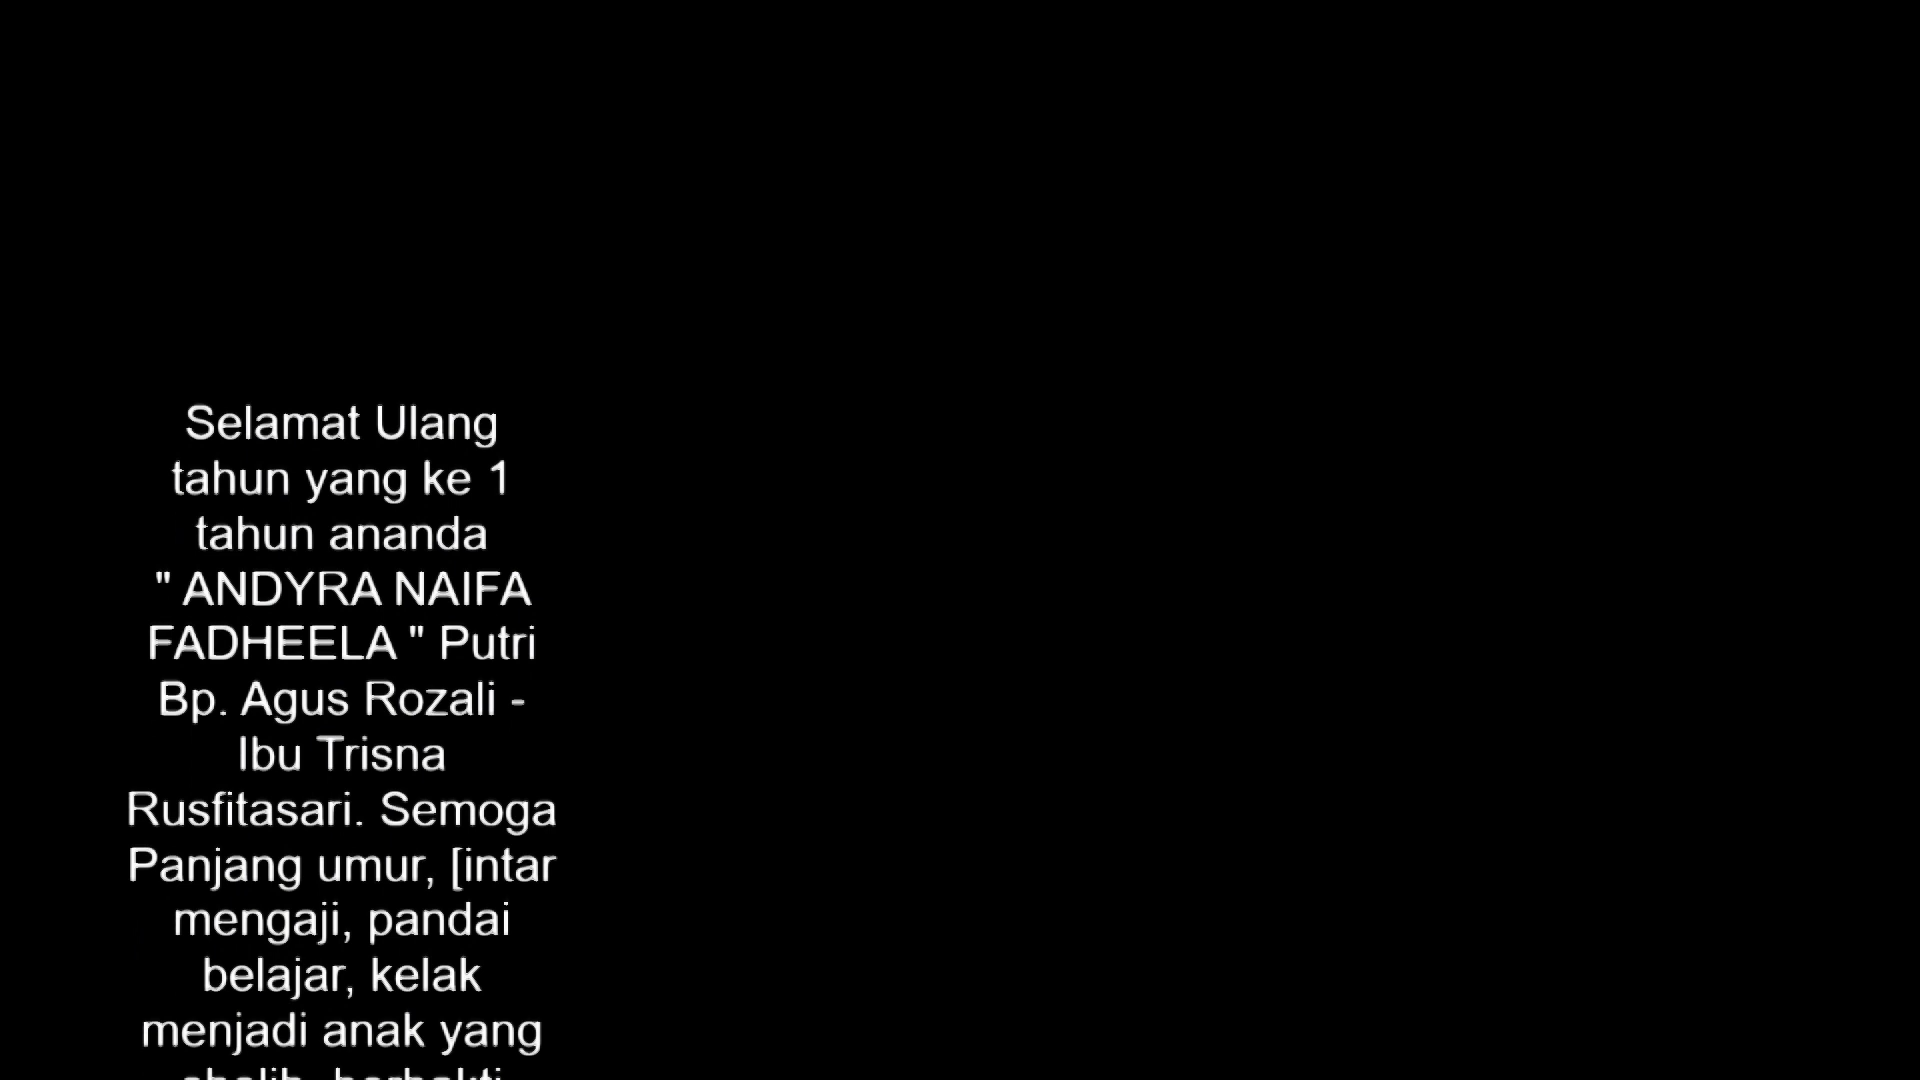 Selamat Ulang
tahun yang ke 1
tahun ananda
" ANDYRA NAIFA
FADHEELA " Putri
Bp. Agus Rozali -
Ibu Trisna
Rusfitasari. Semoga
Panjang umur, [intar
mengaji, pandai
belajar, kelak
menjadi anak yang